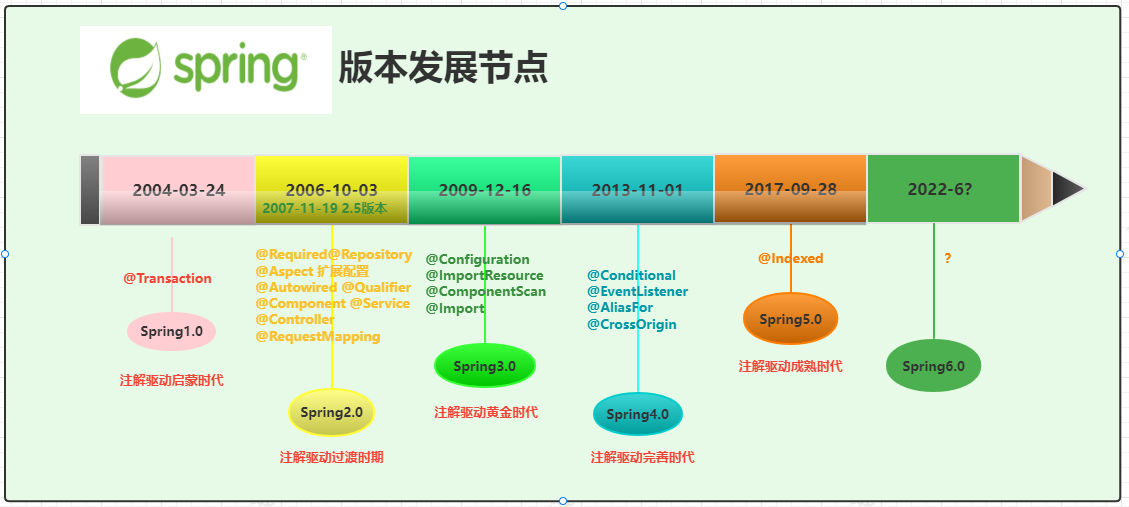 spring®
版本发展节点
2004-03-24
2006-10-03
2007-11-19 2.5版本
2009-12-16
2013-11-01
2017-09-28
2022-6?
@Transaction
Spring1.0
注解驱动启蒙时代
@Required@Repository
@Aspect 扩展配置
@Autowired @Qualifier
@Component @Service
@Controller
@RequestMapping
Spring2.0
注解驱动过渡时期
@Configuration
@ImportResource
@ComponentScan
@Import
Spring3.0
注解驱动黄金时代
@Conditional
@EventListener
@AliasFor
@CrossOrigin
Spring4.0
注解驱动完善时代
@Indexed
Spring5.0
注解驱动成熟时代
?
Spring6.0